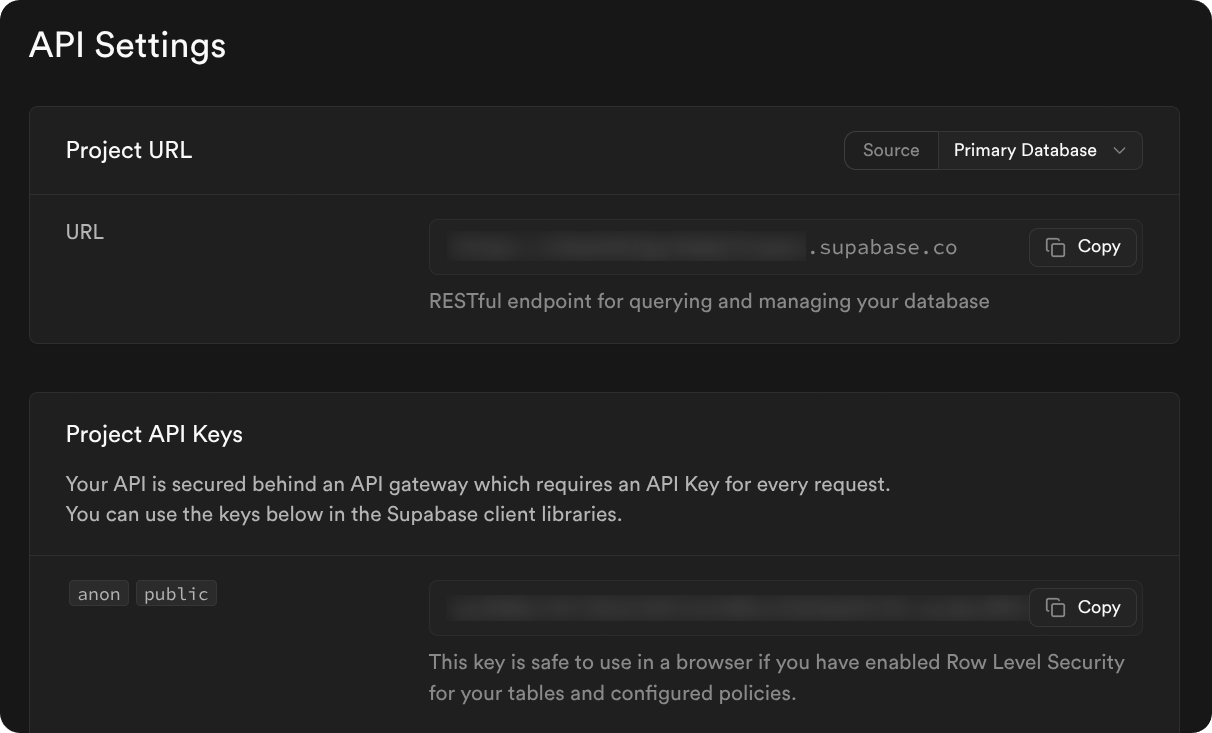 API Settings
Project URL
Source Primary Database
URL
.supabase.co
Copy
RESTful endpoint for querying and managing your database
Project API Keys
Your API is secured behind an API gateway which requires an API Key for every request.
You can use the keys below in the Supabase client libraries.
anon public
Copy
This key is safe to use in a browser if you have enabled Row Level Security
for your tables and configured policies.